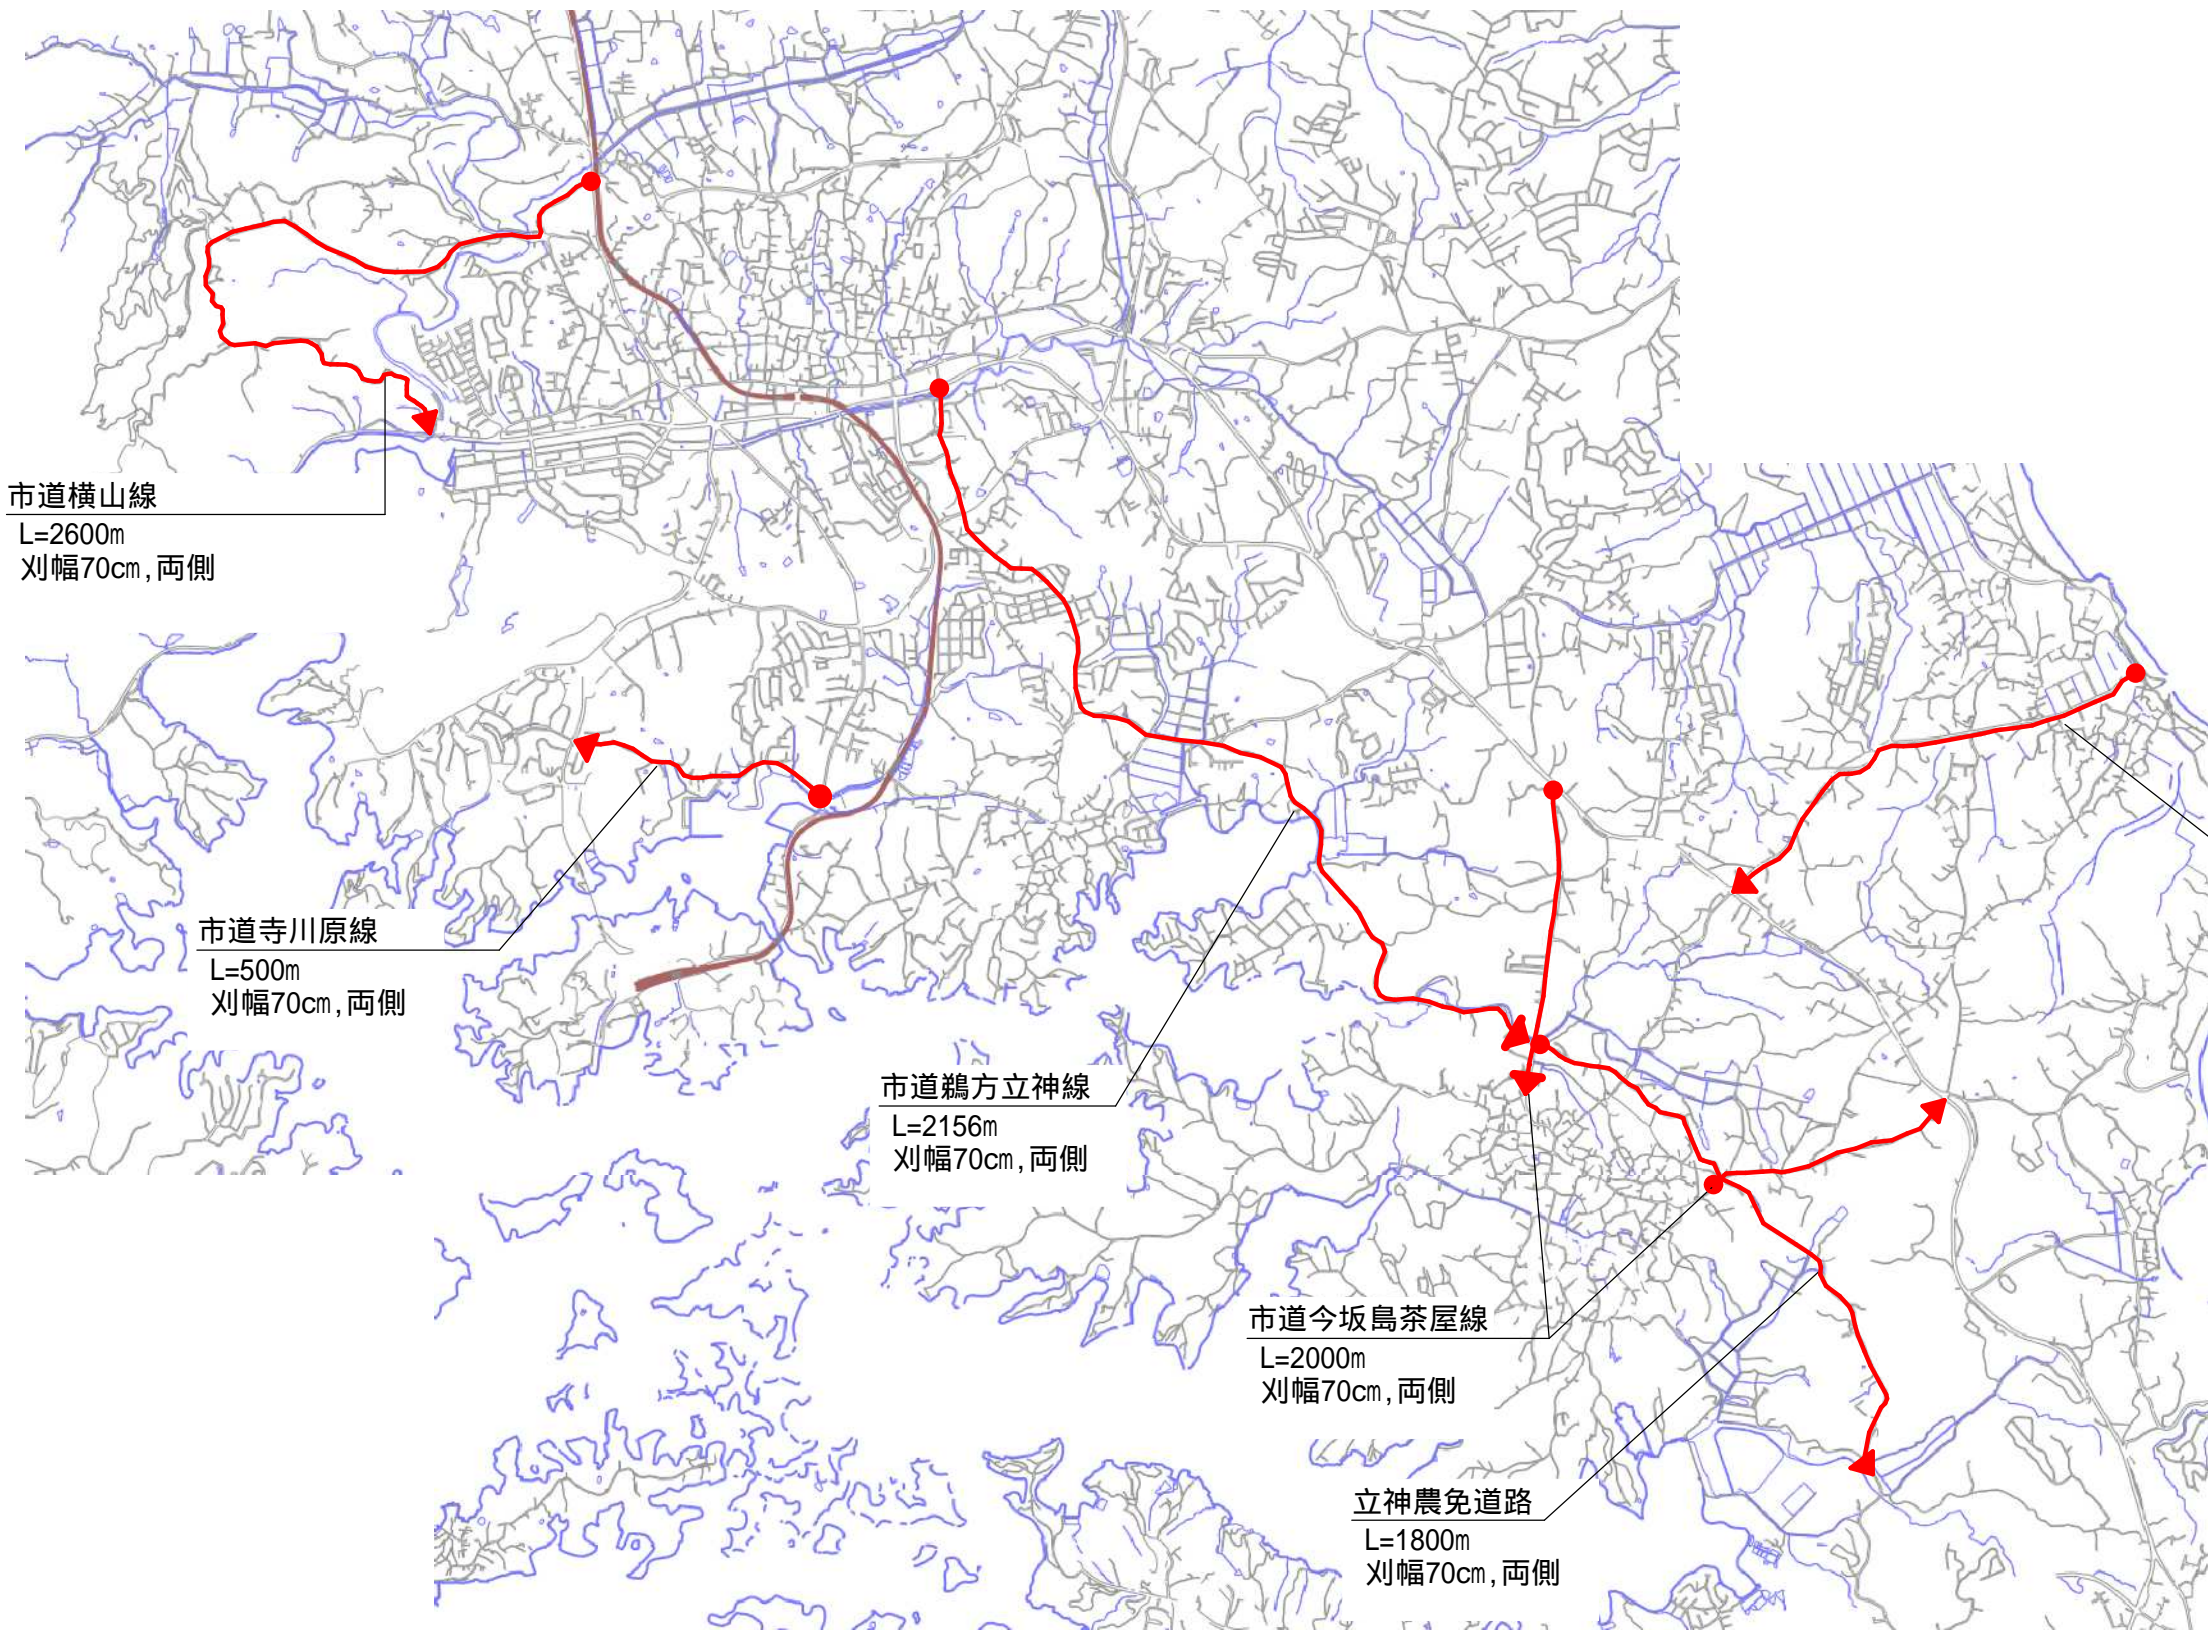 市道横山線
L=2600m
刈幅70㎝,両側
市道寺川原線
L=500m
刈幅70㎝,両側
市道鵜方立神線
L=2156m
刈幅70㎝,両側
市道今坂島茶屋線
L=2000m
刈幅70㎝,両側
立神農免道路
L=1800m
刈幅70㎝,両側